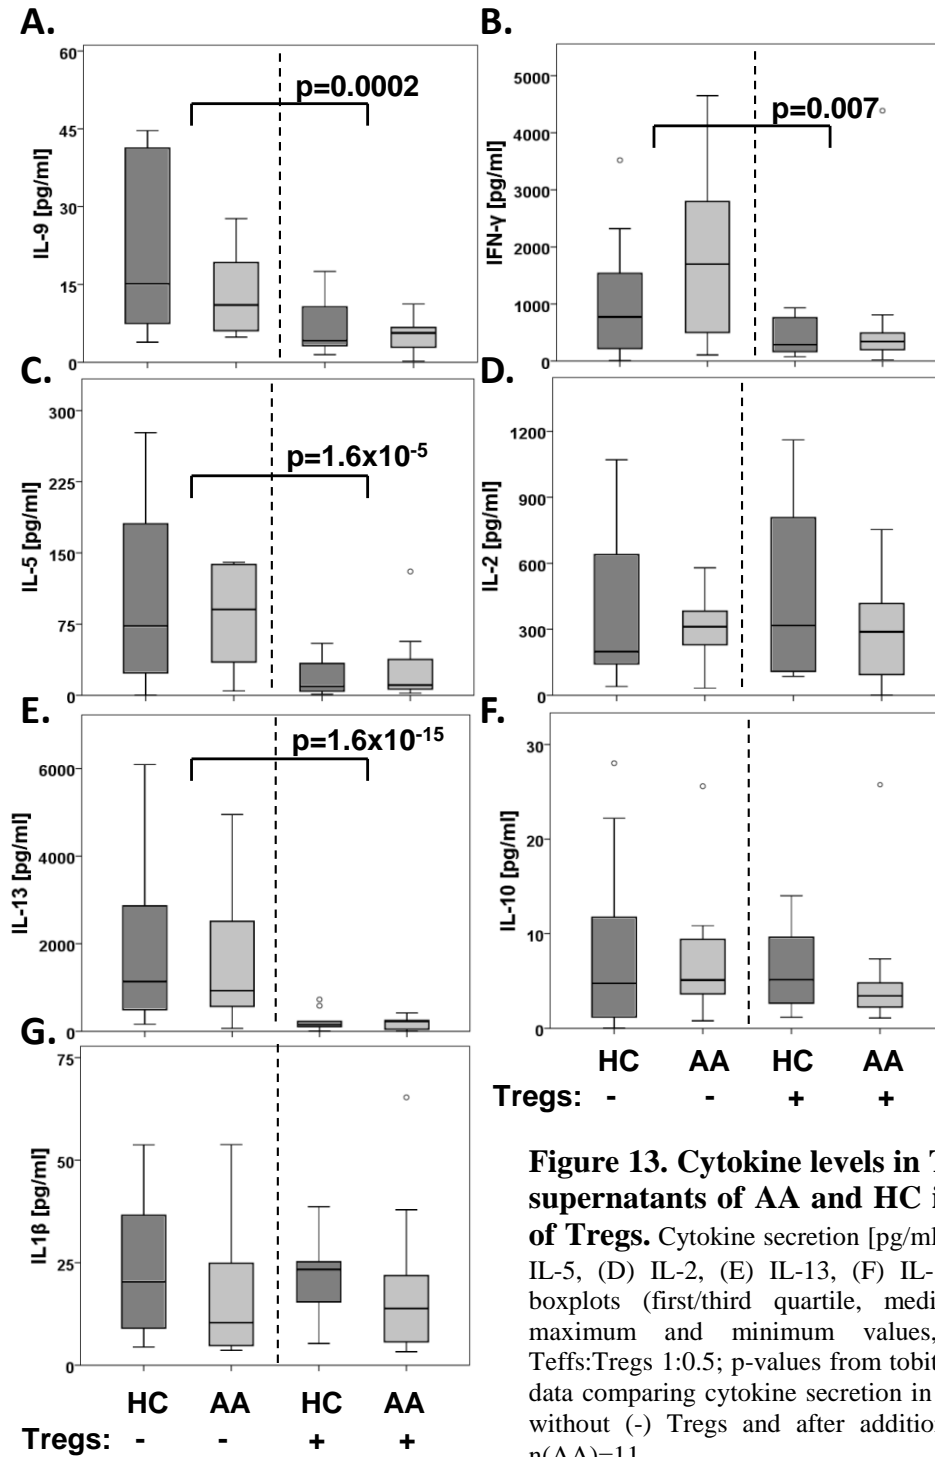 A.
60
45
30
15
0
IL-9 [pg/ml]
p=0.0002
B.
5000
4000
3000
2000
1000
0
IFN-γ [pg/ml]
p=0.007
C.
300
225
150
75
0
IL-5 [pg/ml]
p=1.6x10-5
D.
1200
900
600
300
0
IL-2 [pg/ml]
E.
6000
4000
2000
0
IL-13 [pg/ml]
p=1.6x10-15
F.
30
20
10
0
IL-10 [pg/ml]
HC AA HC AA
Tregs: - - + +
G.
75
50
25
0
IL1β [pg/ml]
HC AA HC AA
Tregs: - - + +
Figure 13. Cytokine levels in
supernatants of AA and HC
of Tregs. Cytokine secretion [pg/ml
IL-5, (D) IL-2, (E) IL-13, (F) IL-
boxplots (first/third quartile,
maximum and minimum values,
Teffs:Tregs 1:0.5; p-values from tobit
data comparing cytokine secretion in
without (-) Tregs and after addition
n(AA)=11